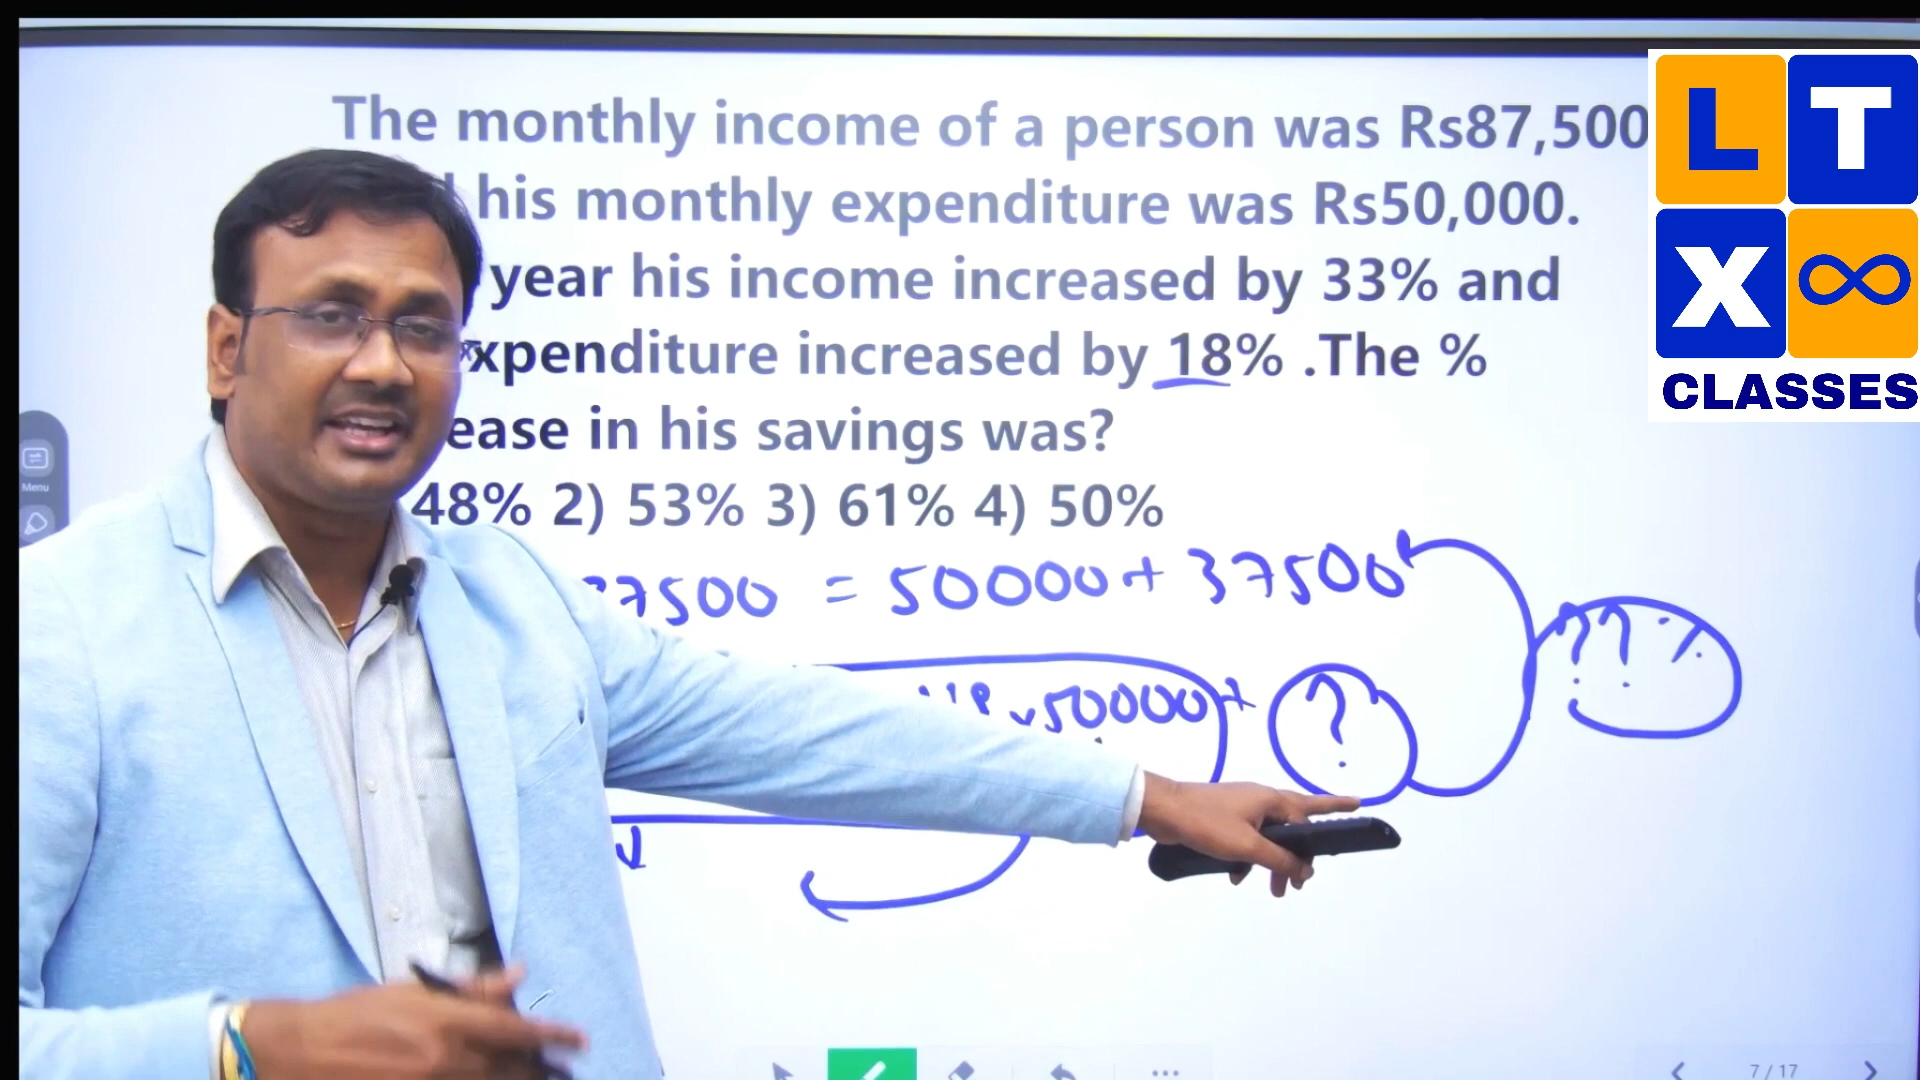 The monthly income of a person was Rs87,500
his monthly expenditure was Rs50,000.
year his income increased by 33% and
xpenditure increased by 18% .The %
ease in his savings was?
48% 2) 53% 3) 61% 4) 50%
7500 = 50000 + 37500
?? %
50000 +
?
L T
X ∞
CLASSES
Menu
7 / 17